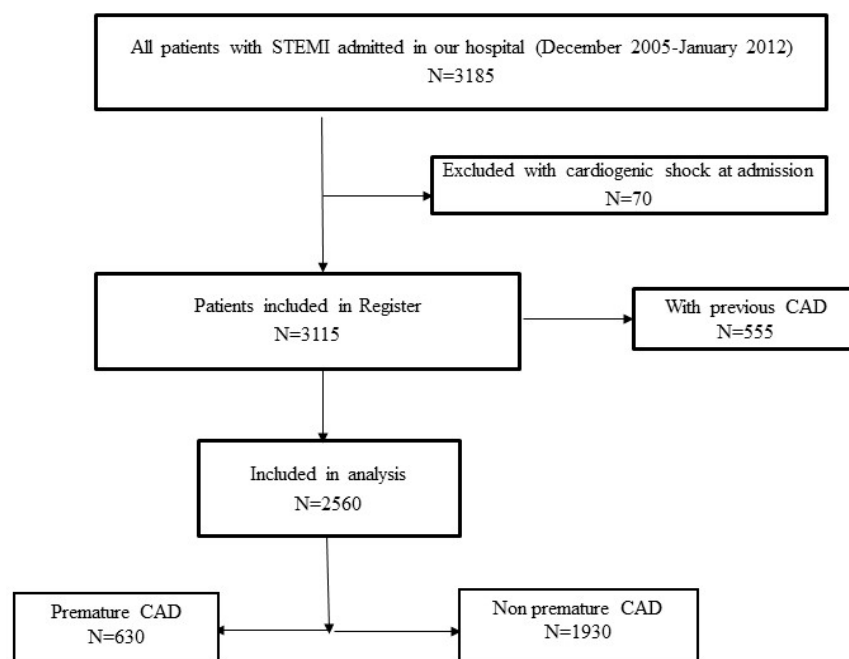 All patients with STEMI admitted in our hospital (December 2005-January 2012)
N=3185
Excluded with cardiogenic shock at admission
N=70
Patients included in Register
N=3115
With previous CAD
N=555
Included in analysis
N=2560
Premature CAD
N=630
Non premature CAD
N=1930